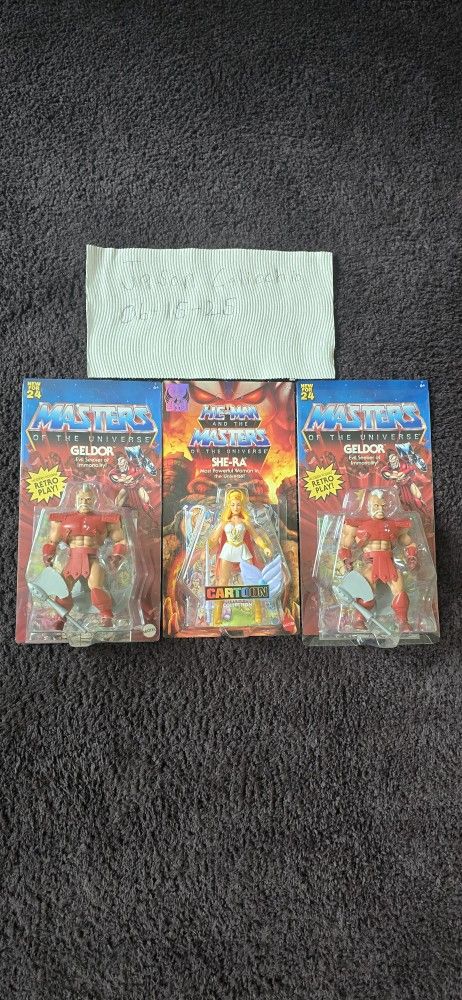 Jason
06-15-25
NEW
FOR
24
MASTERS
OF THE UNIVERSE
GELDOR
Evil Seeker of
Immortality!
RETRO
PLAY!
HE-MAN
AND THE
MASTERS
OF THE UNIVERSE
SHE-RA
Most Powerful Woman in
the Universe!
CARTOON
COLLECTION
NEW
FOR
24
MASTERS
OF THE UNIVERSE
GELDOR
Evil Seeker of
Immortality!
RETRO
PLAY!